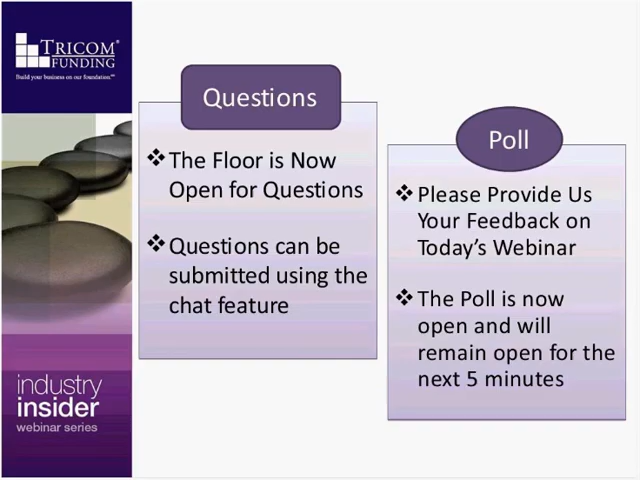 TRICOM®
FUNDING
Build your business on our foundation.℠
Questions
❖The Floor is Now
Open for Questions
❖Questions can be
submitted using the
chat feature
Poll
❖Please Provide Us
Your Feedback on
Today's Webinar
❖The Poll is now
open and will
remain open for the
next 5 minutes
industry
insider
webinar series